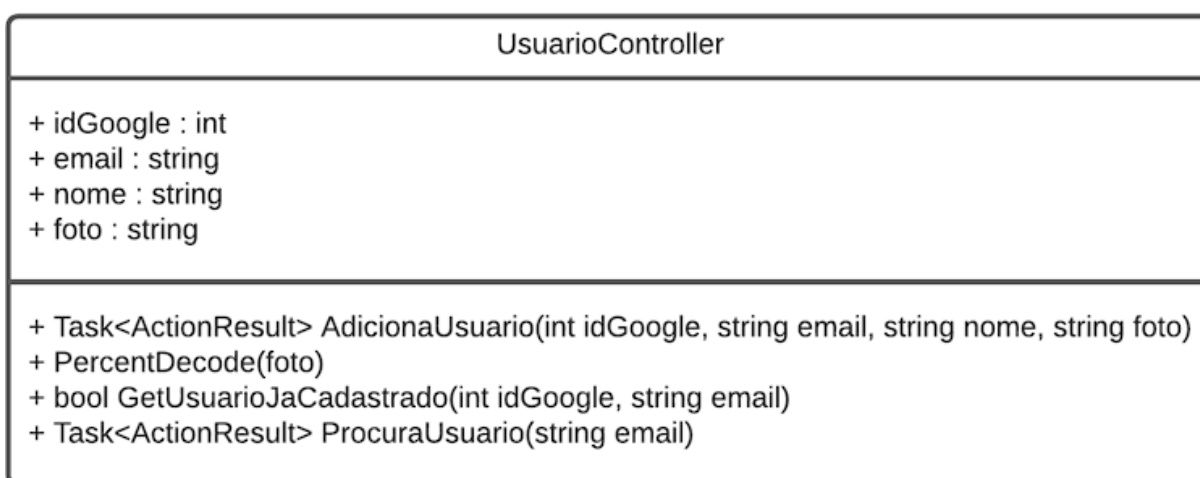 UsuarioController
+ idGoogle : int
+ email : string
+ nome : string
+ foto : string
+ Task<ActionResult> AdicionaUsuario(int idGoogle, string email, string nome, string foto)
+ PercentDecode(foto)
+ bool GetUsuarioJaCadastrado(int idGoogle, string email)
+ Task<ActionResult> ProcuraUsuario(string email)